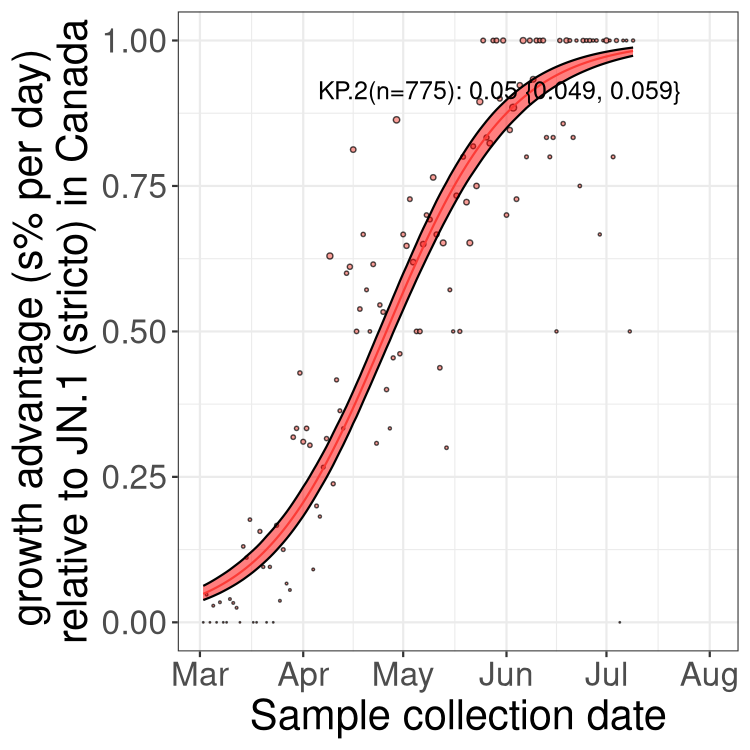 growth advantage (s% per day)
relative to JN.1 (stricto) in Canada
1.00
0.75
0.50
0.25
0.00
KP.2(n=775): 0.05 {0.049, 0.059}
Mar Apr May Jun Jul Aug
Sample collection date